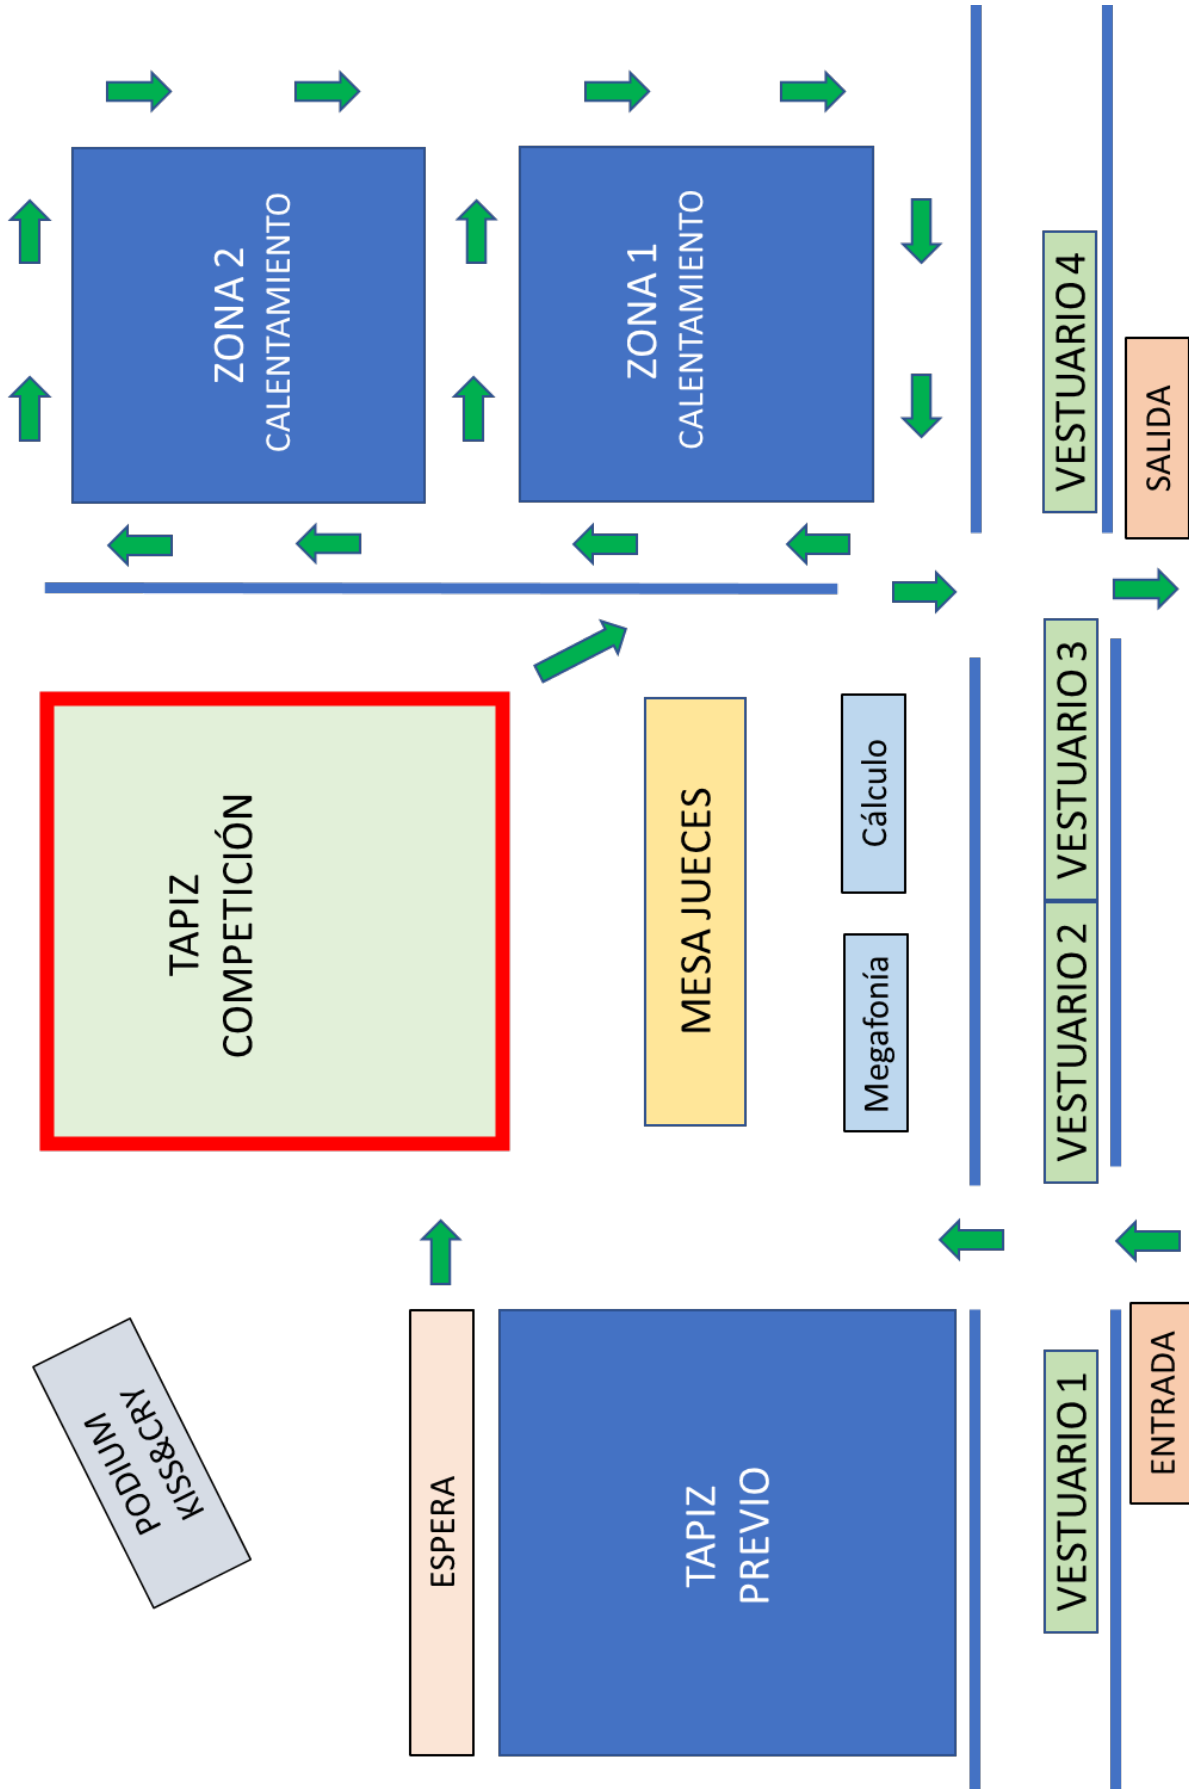 PODIUM
KISS&CRY
TAPIZ
COMPETICIÓN
ZONA 2
CALENTAMIENTO
ESPERA
TAPIZ
PREVIO
MESA JUECES
ZONA 1
CALENTAMIENTO
Megafonía
Cálculo
VESTUARIO 1
VESTUARIO 2
VESTUARIO 3
VESTUARIO 4
ENTRADA
SALIDA